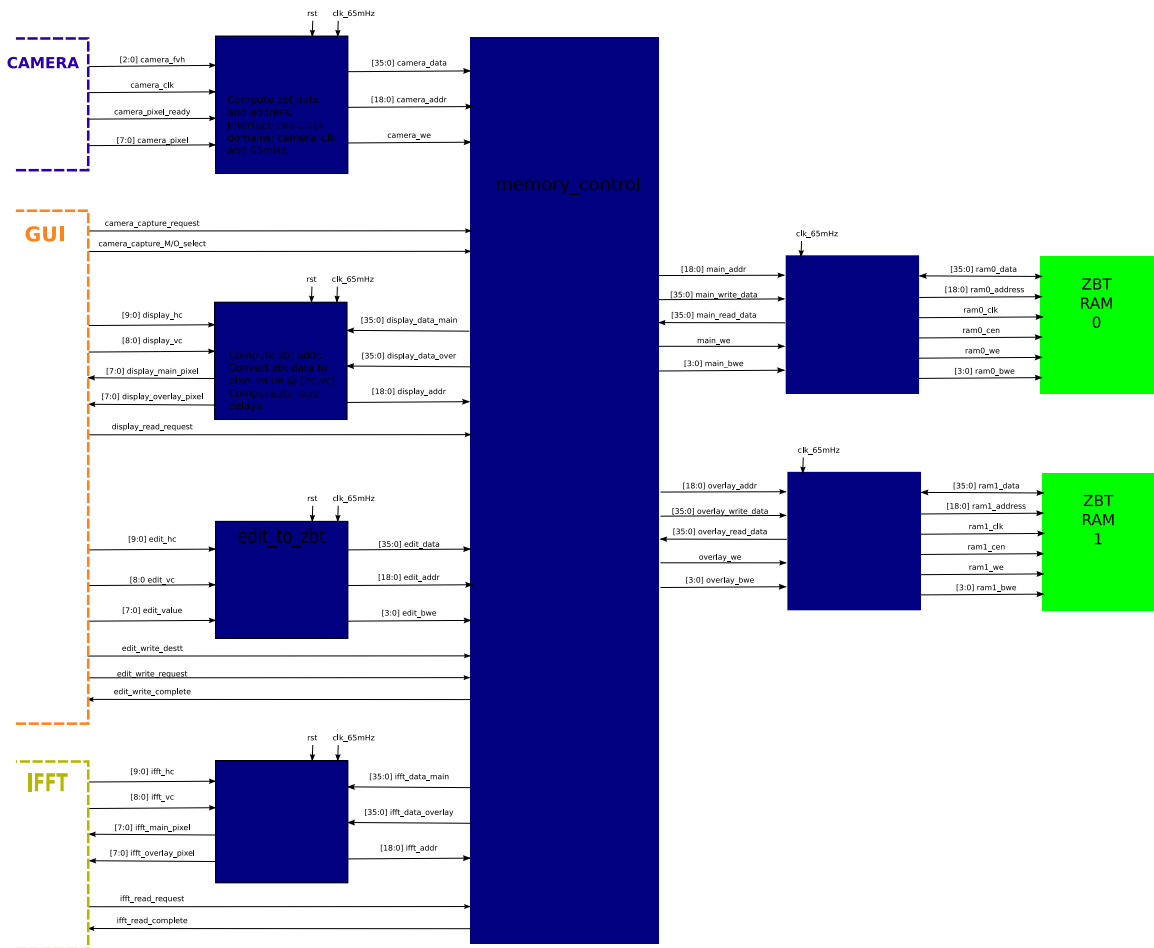 rst
clk_65mHz
CAMERA
[2:0] camera_fvh
camera_clk
camera_pixel_ready
[7:0] camera_pixel
Compute zbt data
and address.
Interface two clock
domains: camera_clk
and 65mHz.
[35:0] camera_data
[18:0] camera_addr
camera_we
memory_control
GUI
camera_capture_request
camera_capture_M/O_select
rst
clk_65mHz
[9:0] display_hc
[8:0] display_vc
[7:0] display_main_pixel
[7:0] display_overlay_pixel
display_read_request
Compute zbt addr.
Convert zbt data to
pixel value @ (hc,vc)
Compensate read
delays
[35:0] display_data_main
[35:0] display_data_over
[18:0] display_addr
rst
clk_65mHz
edit_to_zbt
[9:0] edit_hc
[8:0 edit_vc
[7:0] edit_value
[35:0] edit_data
[18:0] edit_addr
[3:0] edit_bwe
edit_write_destt
edit_write_request
edit_write_complete
rst
clk_65mHz
IFFT
[9:0] ifft_hc
[8:0] ifft_vc
[7:0] ifft_main_pixel
[7:0] ifft_overlay_pixel
[35:0] ifft_data_main
[35:0] ifft_data_overlay
[18:0] ifft_addr
ifft_read_request
ifft_read_complete
clk_65mHz
[18:0] main_addr
[35:0] main_write_data
[35:0] main_read_data
main_we
[3:0] main_bwe
[35:0] ram0_data
[18:0] ram0_address
ram0_clk
ram0_cen
ram0_we
[3:0] ram0_bwe
ZBT
RAM
0
clk_65mHz
[18:0] overlay_addr
[35:0] overlay_write_data
[35:0] overlay_read_data
overlay_we
[3:0] overlay_bwe
[35:0] ram1_data
[18:0] ram1_address
ram1_clk
ram1_cen
ram1_we
[3:0] ram1_bwe
ZBT
RAM
1